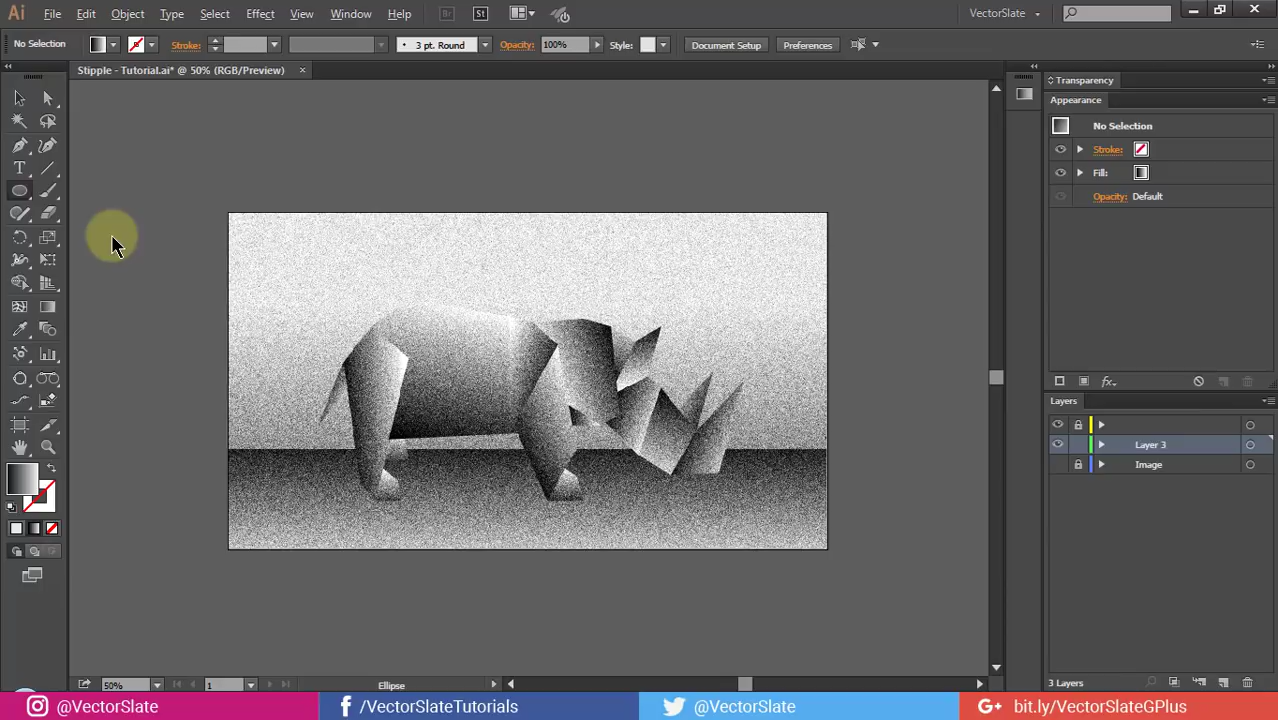 Ai File Edit Object Type Select Effect View Window Help Br St VectorSlate
No Selection Stroke: 3 pt. Round Opacity: 100% Style: Document Setup Preferences
Stipple - Tutorial.ai* @ 50% (RGB/Preview)
Transparency
Appearance
No Selection
Stroke:
Fill:
Opacity: Default
Layers
Layer 3
Image
3 Layers
50% 1 Ellipse
@VectorSlate /VectorSlateTutorials @VectorSlate G+ bit.ly/VectorSlateGPlus